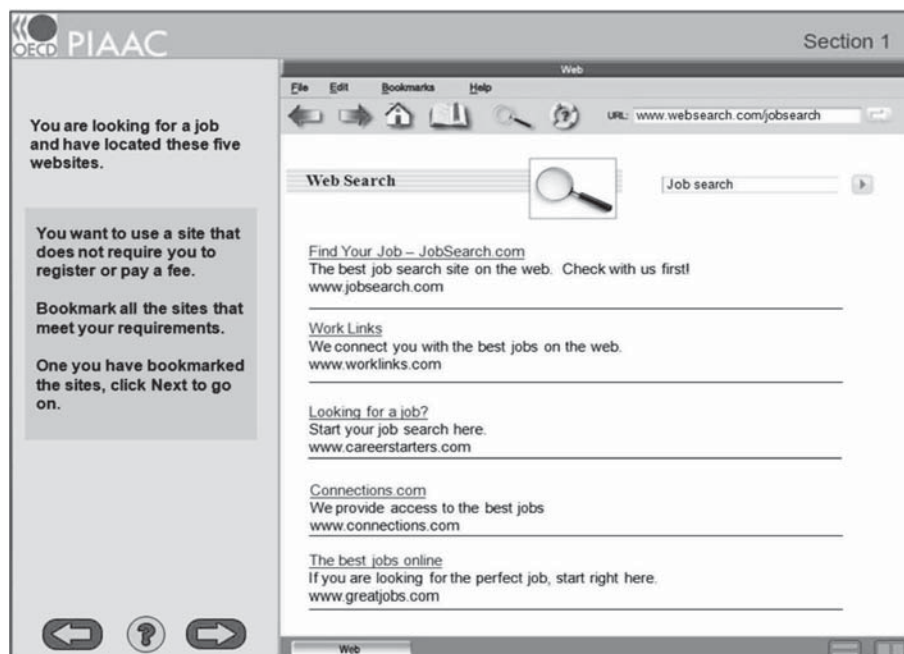 OECD PIAAC
Section 1
You are looking for a job
and have located these five
websites.
You want to use a site that
does not require you to
register or pay a fee.
Bookmark all the sites that
meet your requirements.
One you have bookmarked
the sites, click Next to go
on.
Web
File Edit Bookmarks Help
URL: www.websearch.com/jobsearch
Web Search
Job search
Find Your Job – JobSearch.com
The best job search site on the web. Check with us first!
www.jobsearch.com
Work Links
We connect you with the best jobs on the web.
www.worklinks.com
Looking for a job?
Start your job search here.
www.careerstarters.com
Connections.com
We provide access to the best jobs
www.connections.com
The best jobs online
If you are looking for the perfect job, start right here.
www.greatjobs.com
?
Web